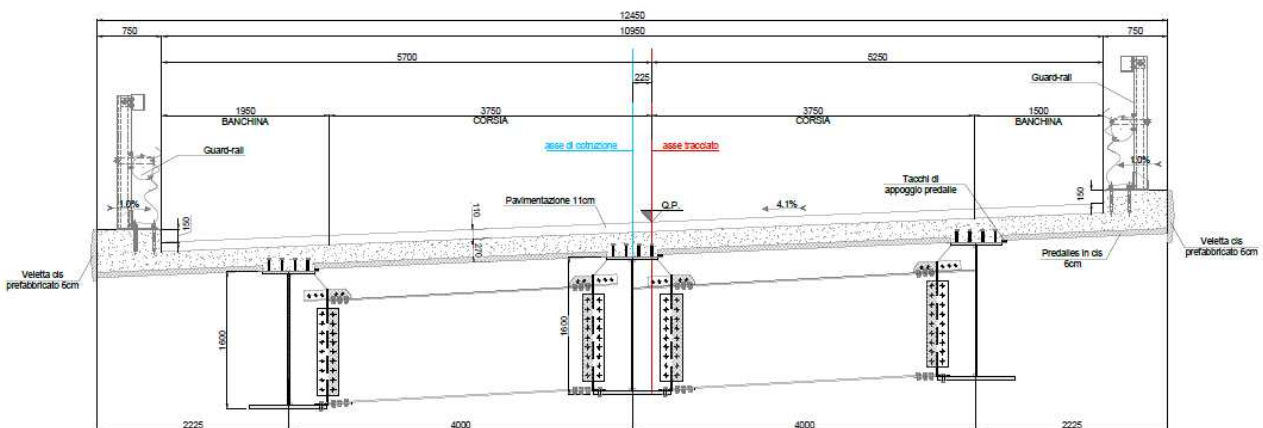 12450
750
10950
750
5700
5250
225
Guard-rail
1950
3750
3750
1500
BANCHINA
CORSIA
CORSIA
BANCHINA
asse di cotruzione
asse tracciato
Guard-rail
1.0%
Tacchi di
appoggio predalle
Pavimentazione 11cm
Q.P.
4.1%
1.0%
150
110
150
270
Veletta cls
prefabbricato 6cm
Predalles in cls
6cm
Veletta cls
prefabbricato 6cm
1600
1600
2225
4000
4000
2225